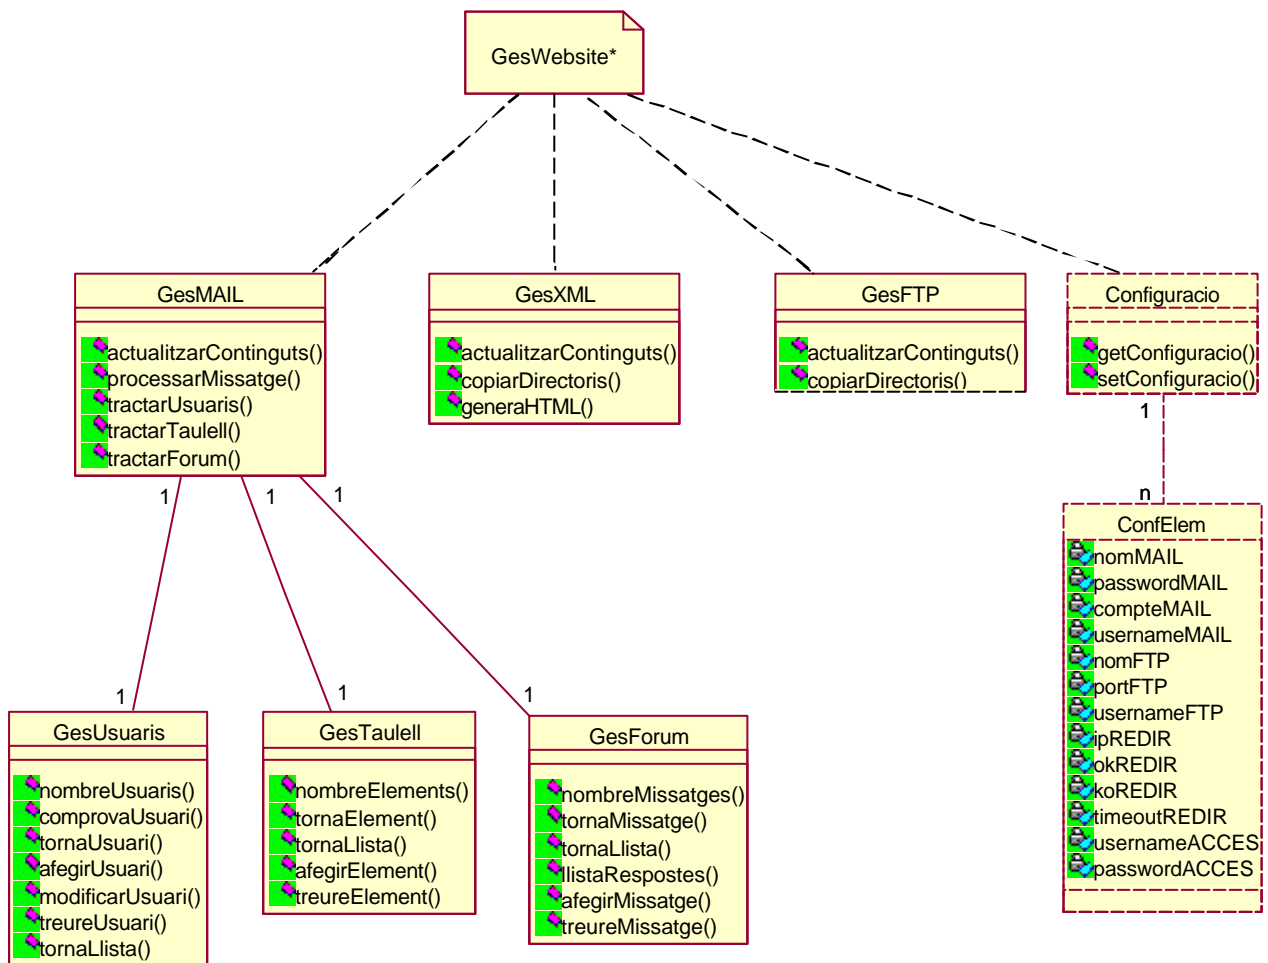 GesWebsite*
GesMAIL
actualitzarContinguts()
processarMissatge()
tractarUsuaris()
tractarTaulell()
tractarForum()
GesXML
actualitzarContinguts()
copiarDirectoris()
generaHTML()
GesFTP
actualitzarContinguts()
copiarDirectoris()
Configuracio
getConfiguracio()
setConfiguracio()
1
1
1
1
n
1
1
1
GesUsuaris
nombreUsuaris()
comprovaUsuari()
tornaUsuari()
afegirUsuari()
modificarUsuari()
treureUsuari()
tornaLlista()
GesTaulell
nombreElements()
tornaElement()
tornaLlista()
afegirElement()
treureElement()
GesForum
nombreMissatges()
tornaMissatge()
tornaLlista()
llistaRespostes()
afegirMissatge()
treureMissatge()
ConfElem
nomMAIL
passwordMAIL
compteMAIL
usernameMAIL
nomFTP
portFTP
usernameFTP
ipREDIR
okREDIR
koREDIR
timeoutREDIR
usernameACCES
passwordACCES